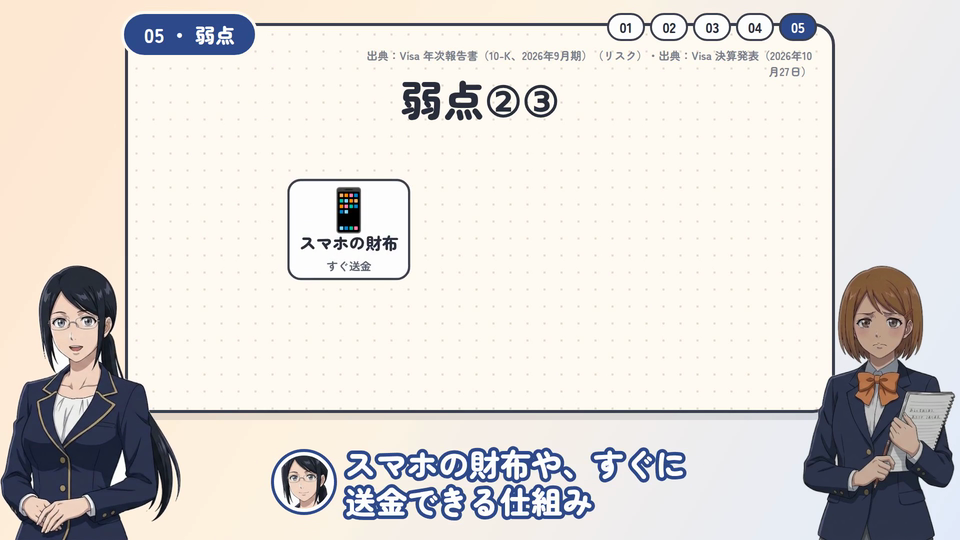 05 ・ 弱点
01 02 03 04 05
出典：Visa 年次報告書（10-K、2026年9月期）（リスク）・出典：Visa 決算発表（2026年10
月27日）
弱点②③
スマホの財布
すぐ送金
スマホの財布や、すぐに
送金できる仕組み